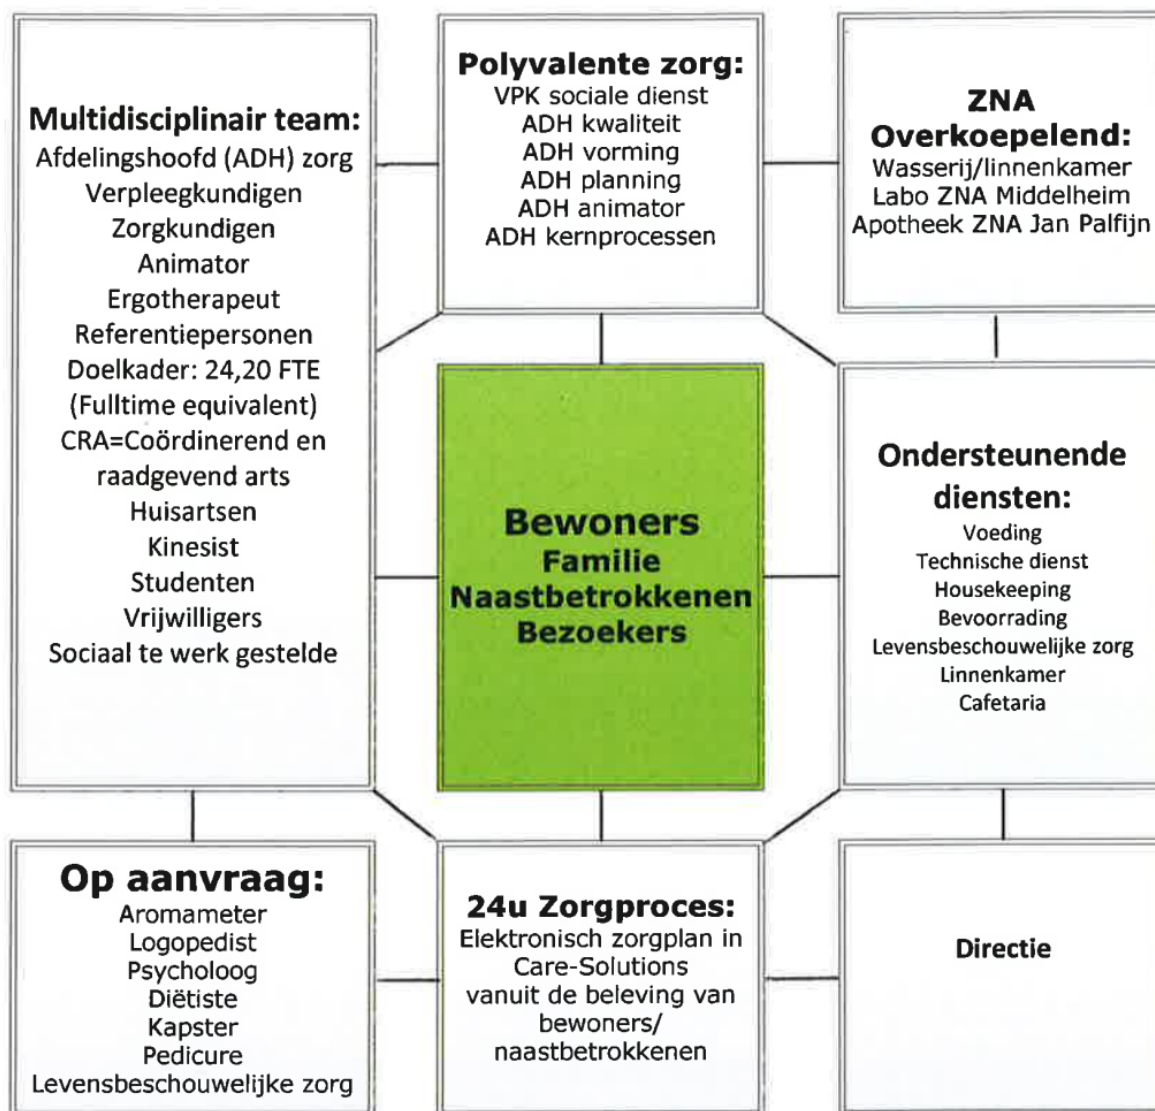 Multidisciplinair team:
Afdelingshoofd (ADH) zorg
Verpleegkundigen
Zorgkundigen
Animator
Ergotherapeut
Referentiepersonen
Doelkader: 24,20 FTE
(Fulltime equivalent)
CRA=Coördinerend en
raadgevend arts
Huisartsen
Kinesist
Studenten
Vrijwilligers
Sociaal te werk gestelde
Polyvalente zorg:
VPK sociale dienst
ADH kwaliteit
ADH vorming
ADH planning
ADH animator
ADH kernprocessen
ZNA
Overkoepelend:
Wasserij/linnenkamer
Labo ZNA Middelheim
Apotheek ZNA Jan Palfijn
Bewoners
Familie
Naastbetrokkenen
Bezoekers
Ondersteunende
diensten:
Voeding
Technische dienst
Housekeeping
Bevoorrading
Levensbeschouwelijke zorg
Linnenkamer
Cafetaria
Op aanvraag:
Aromameter
Logopedist
Psycholoog
Diëtiste
Kapster
Pedicure
Levensbeschouwelijke zorg
24u Zorgproces:
Elektronisch zorgplan in
Care-Solutions
vanuit de beleving van
bewoners/
naastbetrokkenen
Directie